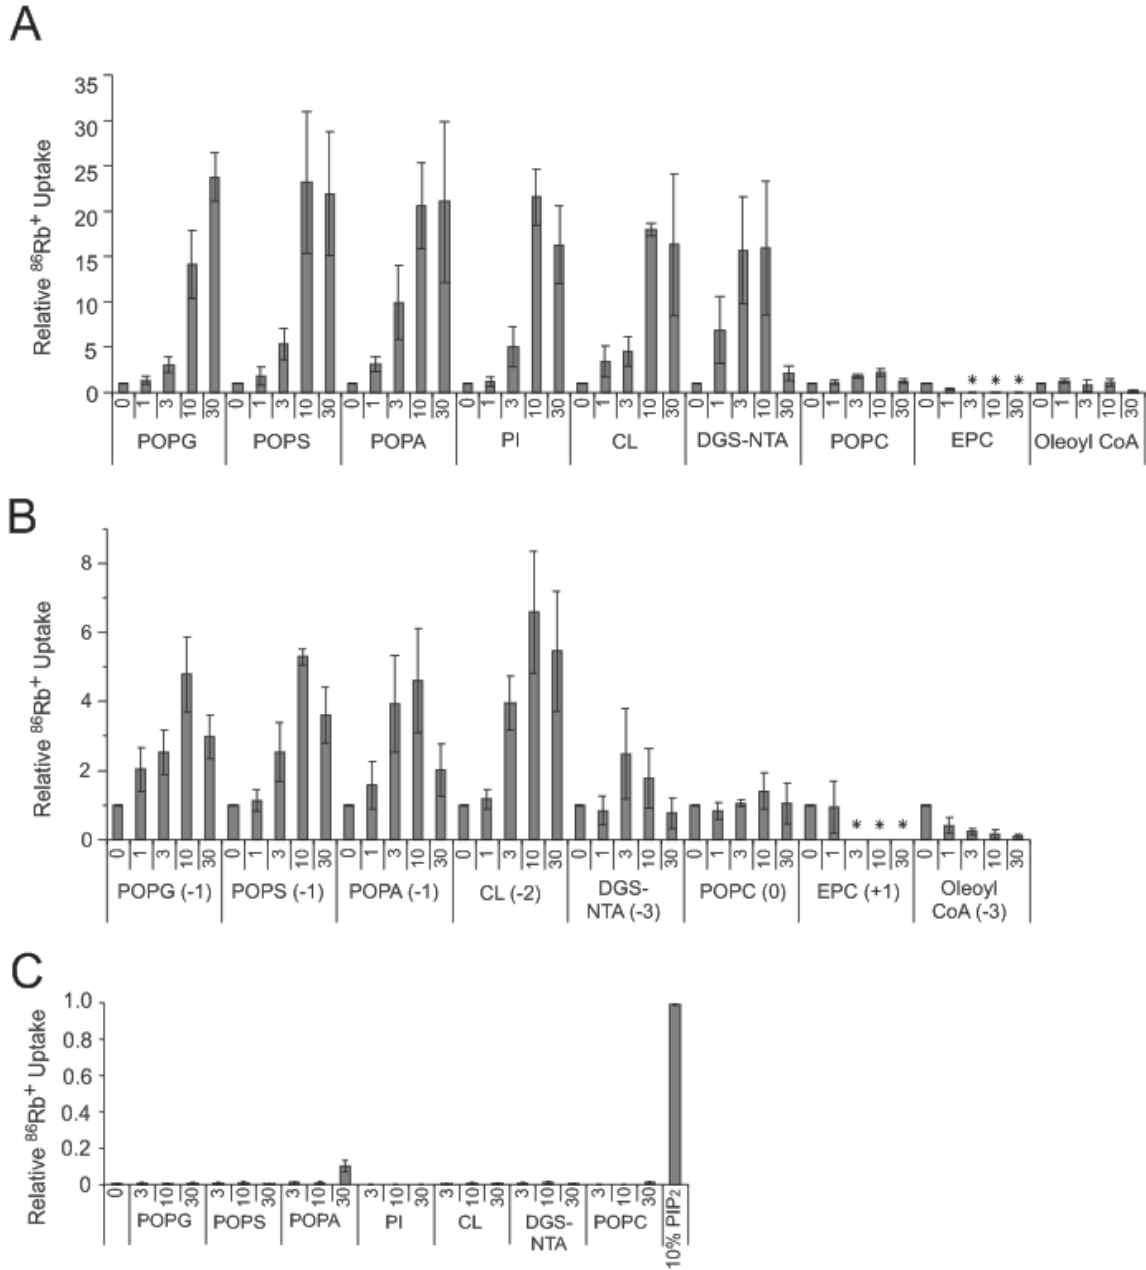 A
35
30
25
20
15
10
5
0
Relative ⁸⁶Rb⁺ Uptake
0 1 3 10 30 0 1 3 10 30 0 1 3 10 30 0 1 3 10 30 0 1 3 10 30 0 1 3 10 30 0 1 3 10 30 0 1 * 3 * 10 * 30 0 1 3 10 30
POPG POPS POPA PI CL DGS-NTA POPC EPC Oleoyl CoA
B
8
6
4
2
0
Relative ⁸⁶Rb⁺ Uptake
0 1 3 10 30 0 1 3 10 30 0 1 3 10 30 0 1 3 10 30 0 1 3 10 30 0 1 3 10 30 0 1 * 3 * 10 * 30 0 1 3 10 30
POPG (-1) POPS (-1) POPA (-1) CL (-2) DGS- POPC (0) EPC (+1) Oleoyl
NTA (-3) CoA (-3)
C
1.0
0.8
0.6
0.4
0.2
0
Relative ⁸⁶Rb⁺ Uptake
0 3 10 30 3 10 30 3 10 30 3 10 30 3 10 30 3 10 30 3 10 30 10% PIP₂
POPG POPS POPA PI CL DGS- POPC
NTA